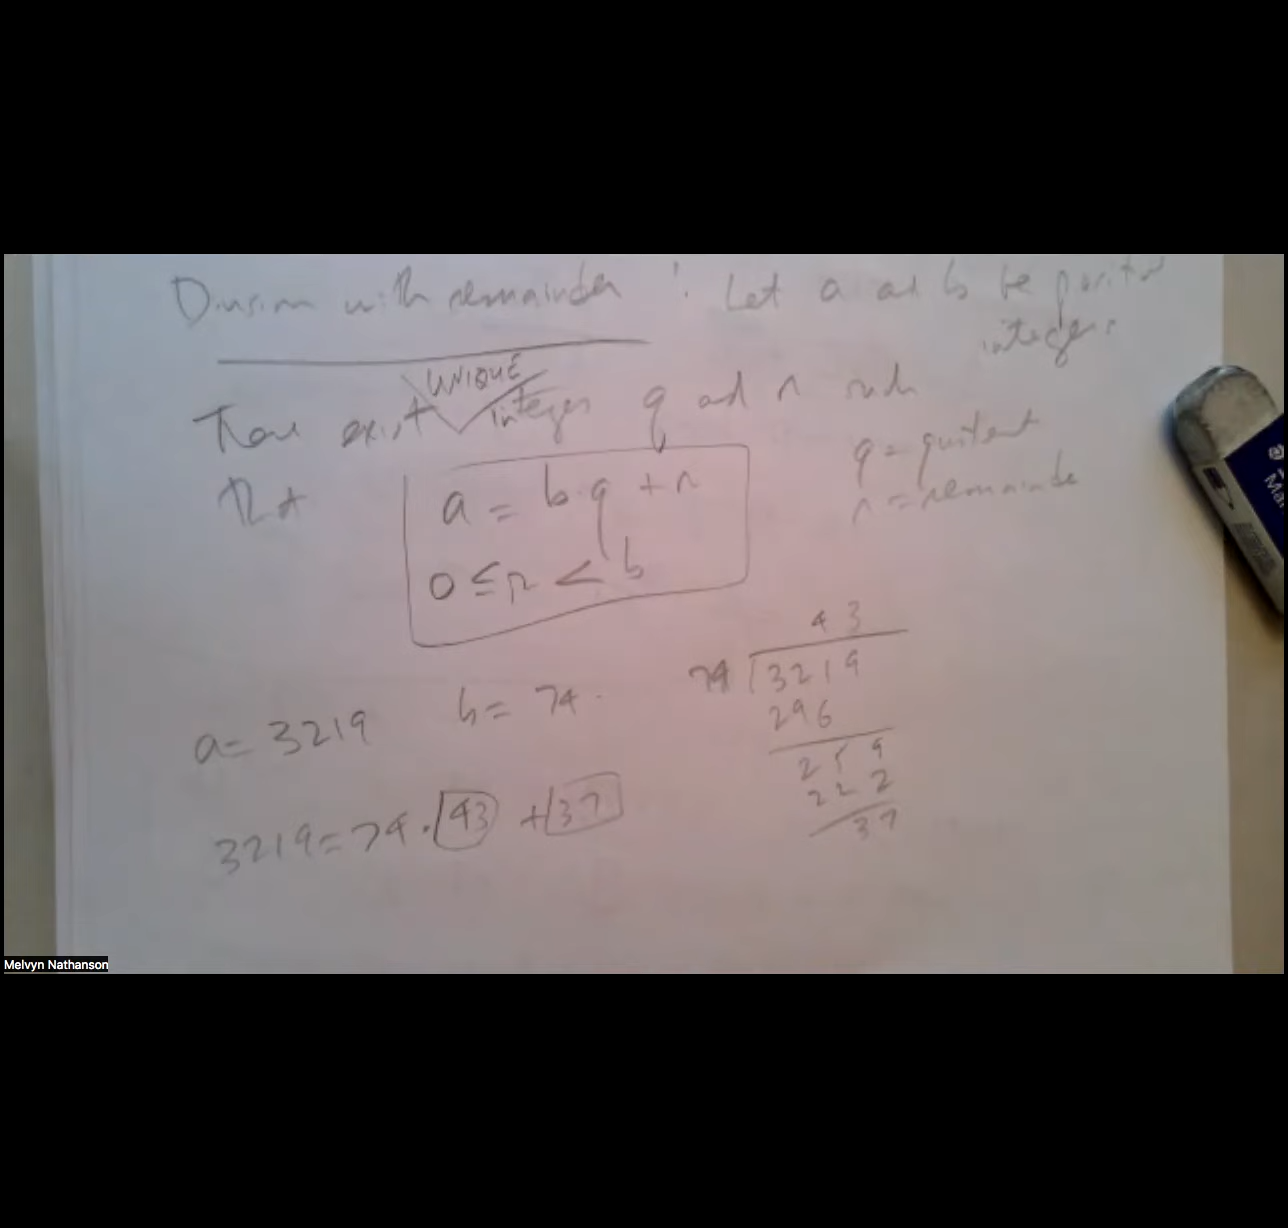 Division with remainder : Let a and b be positive
integers
UNIQUE
There exist integers q and r such
that
q = quotient
r = remainder
a = b·q + r
0 ≤ r < b
43
74 3219
296
259
222
37
a = 3219 b = 74.
3219 = 74 · 43 + 37
Melvyn Nathanson